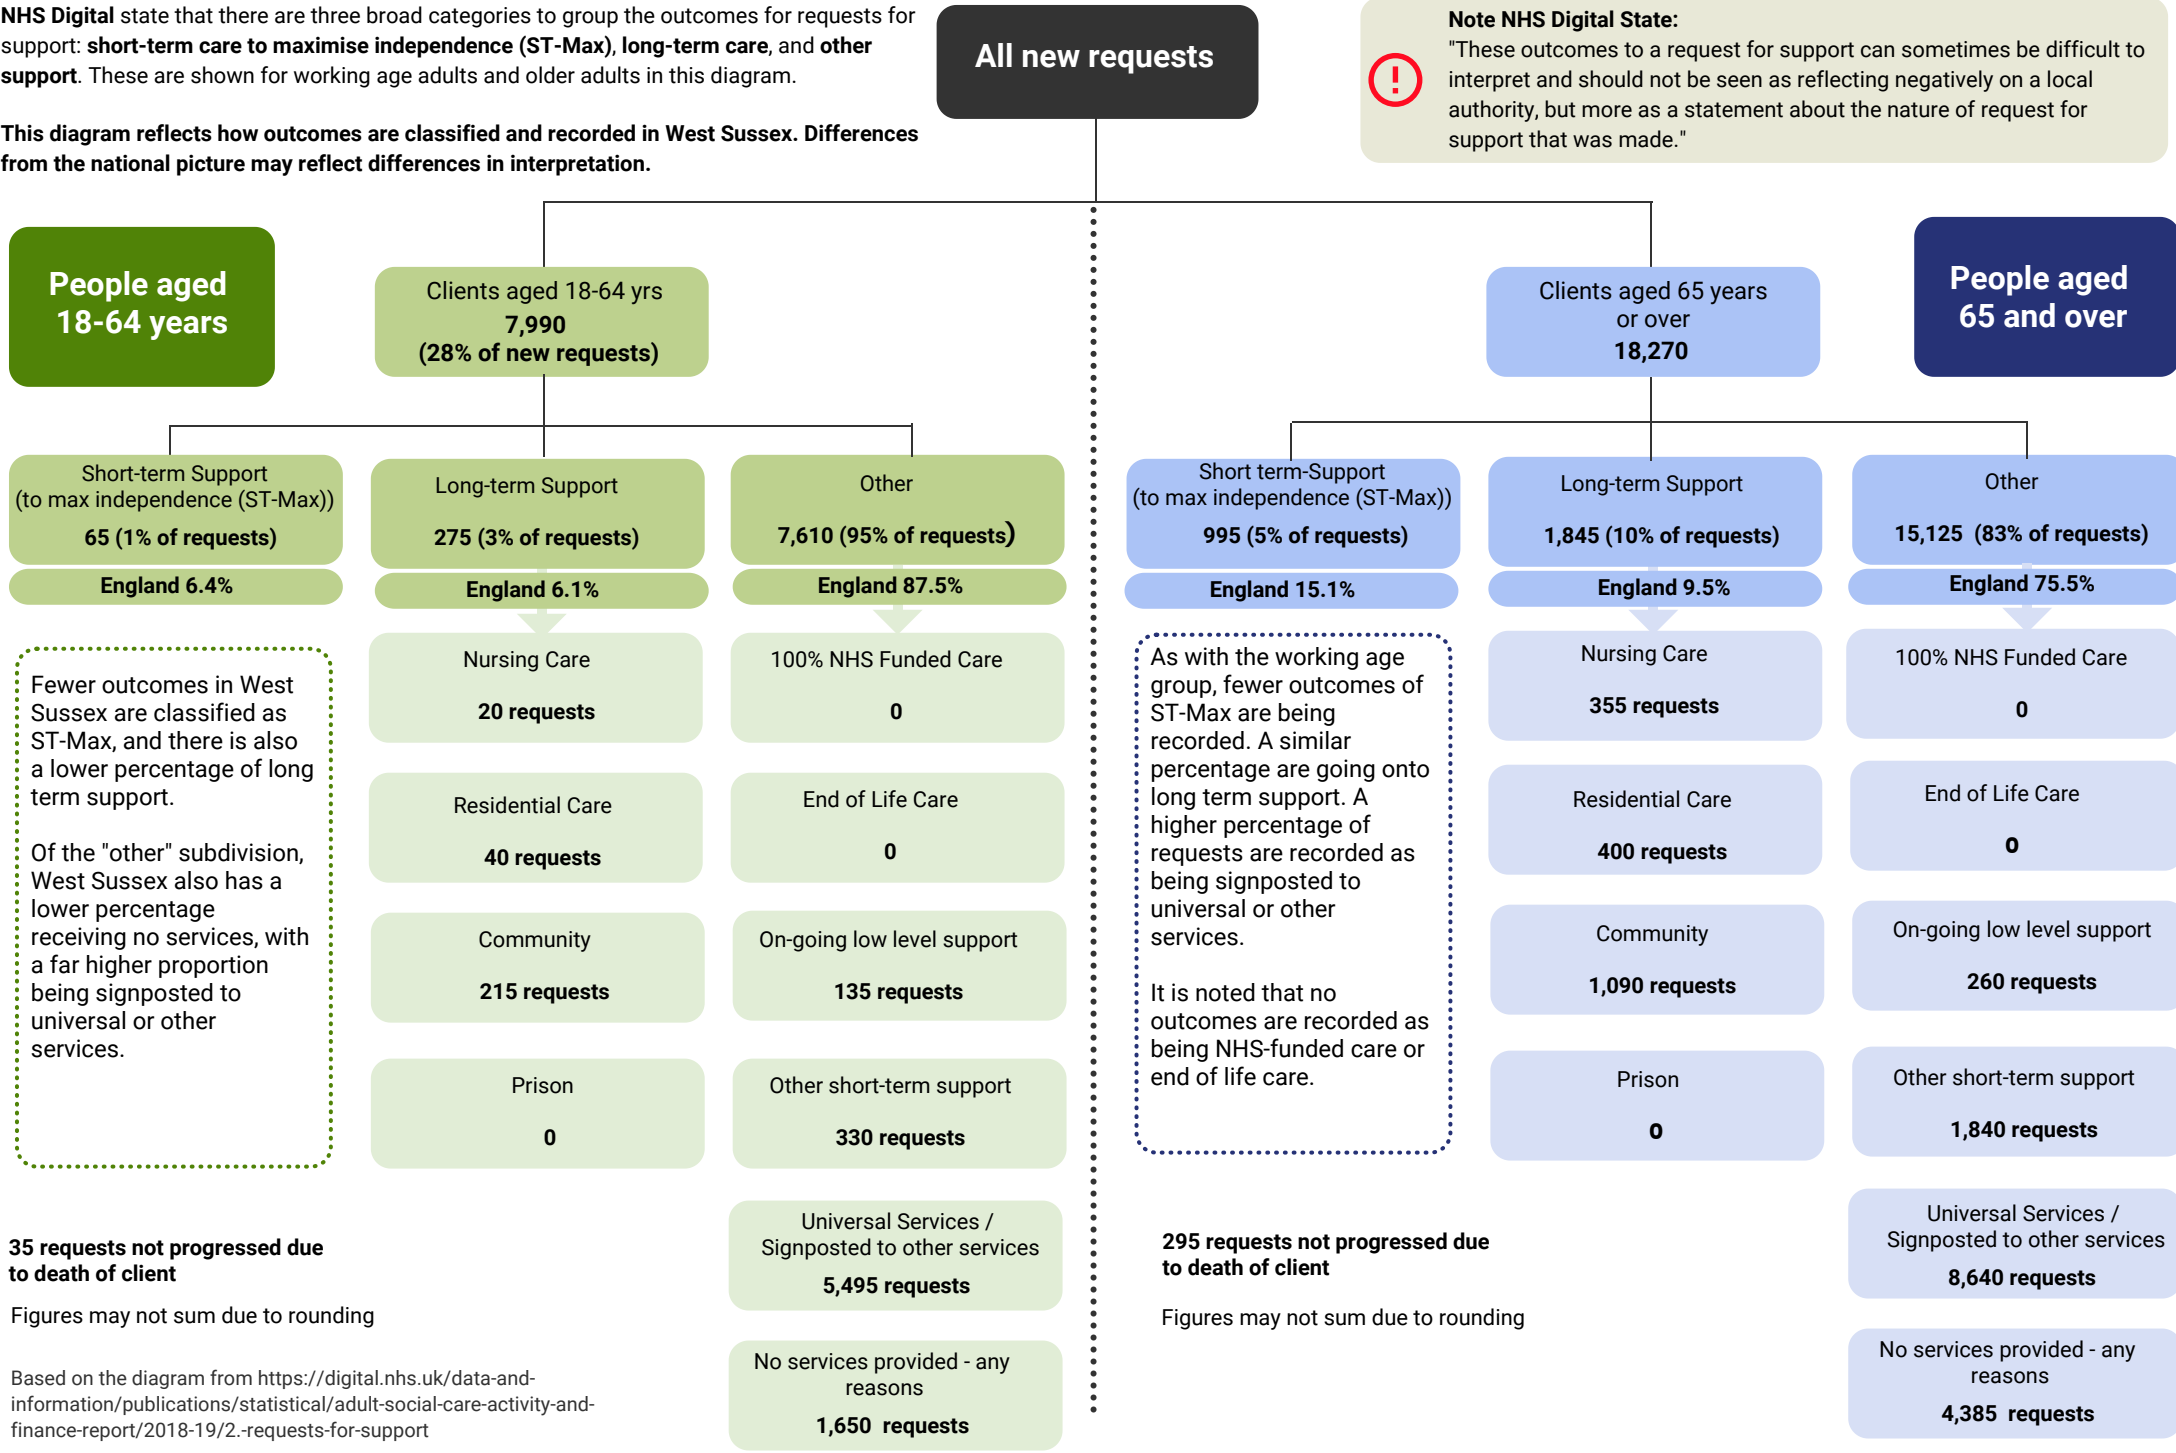 NHS Digital state that there are three broad categories to group the outcomes for requests for
support: short-term care to maximise independence (ST-Max), long-term care, and other
support. These are shown for working age adults and older adults in this diagram.
This diagram reflects how outcomes are classified and recorded in West Sussex. Differences
from the national picture may reflect differences in interpretation.
All new requests
Note NHS Digital State:
"These outcomes to a request for support can sometimes be difficult to
interpret and should not be seen as reflecting negatively on a local
authority, but more as a statement about the nature of request for
support that was made."
People aged
18-64 years
Clients aged 18-64 yrs
7,990
(28% of new requests)
Clients aged 65 years
or over
18,270
People aged
65 and over
Short-term Support
(to max independence (ST-Max))
65 (1% of requests)
England 6.4%
Long-term Support
275 (3% of requests)
England 6.1%
Other
7,610 (95% of requests)
England 87.5%
Short term-Support
(to max independence (ST-Max))
995 (5% of requests)
England 15.1%
Long-term Support
1,845 (10% of requests)
England 9.5%
Other
15,125 (83% of requests)
England 75.5%
Fewer outcomes in West
Sussex are classified as
ST-Max, and there is also
a lower percentage of long
term support.
Of the "other" subdivision,
West Sussex also has a
lower percentage
receiving no services, with
a far higher proportion
being signposted to
universal or other
services.
Nursing Care
20 requests
Residential Care
40 requests
Community
215 requests
Prison
0
100% NHS Funded Care
0
End of Life Care
0
On-going low level support
135 requests
Other short-term support
330 requests
Universal Services /
Signposted to other services
5,495 requests
No services provided - any
reasons
1,650 requests
As with the working age
group, fewer outcomes of
ST-Max are being
recorded. A similar
percentage are going onto
long term support. A
higher percentage of
requests are recorded as
being signposted to
universal or other
services.
It is noted that no
outcomes are recorded as
being NHS-funded care or
end of life care.
Nursing Care
355 requests
Residential Care
400 requests
Community
1,090 requests
Prison
0
100% NHS Funded Care
0
End of Life Care
0
On-going low level support
260 requests
Other short-term support
1,840 requests
Universal Services /
Signposted to other services
8,640 requests
No services provided - any
reasons
4,385 requests
35 requests not progressed due
to death of client
Figures may not sum due to rounding
295 requests not progressed due
to death of client
Figures may not sum due to rounding
Based on the diagram from https://digital.nhs.uk/data-and-
information/publications/statistical/adult-social-care-activity-and-
finance-report/2018-19/2.-requests-for-support